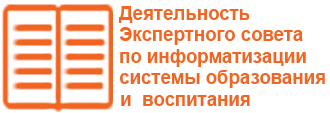 Деятельность
Экспертного совета
по информатизации
системы образования
и воспитания